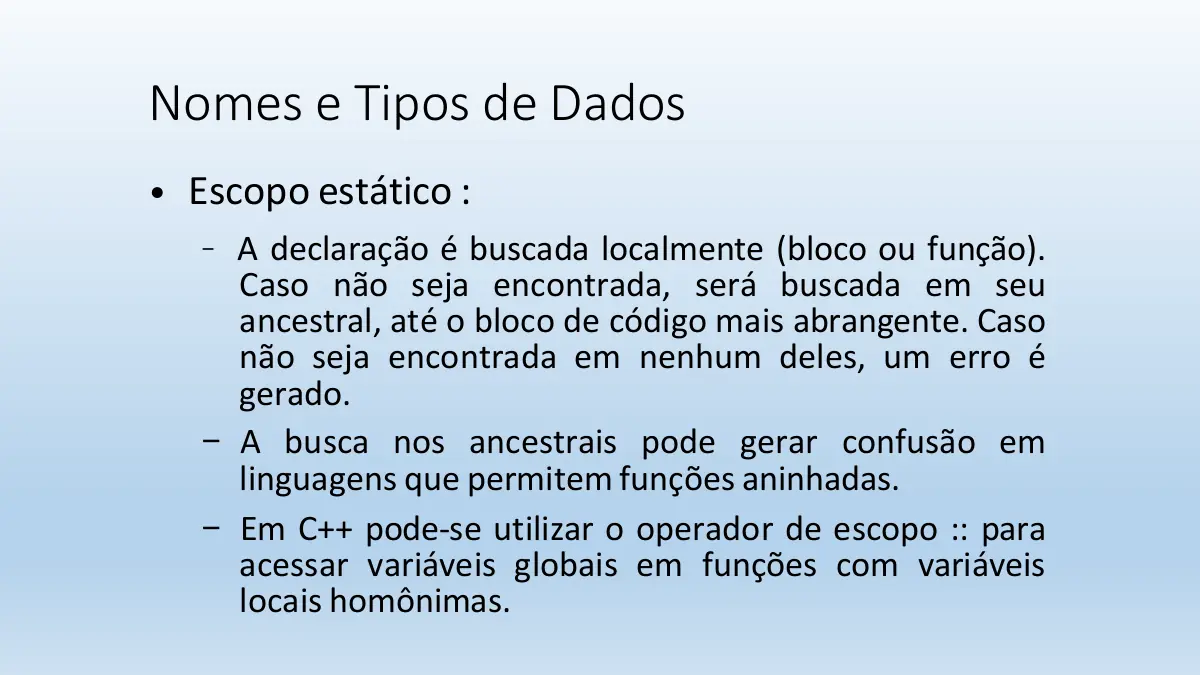 Nomes e Tipos de Dados
• Escopo estático :
– A declaração é buscada localmente (bloco ou função).
Caso não seja encontrada, será buscada em seu
ancestral, até o bloco de código mais abrangente. Caso
não seja encontrada em nenhum deles, um erro é
gerado.
– A busca nos ancestrais pode gerar confusão em
linguagens que permitem funções aninhadas.
– Em C++ pode-se utilizar o operador de escopo :: para
acessar variáveis globais em funções com variáveis
locais homônimas.